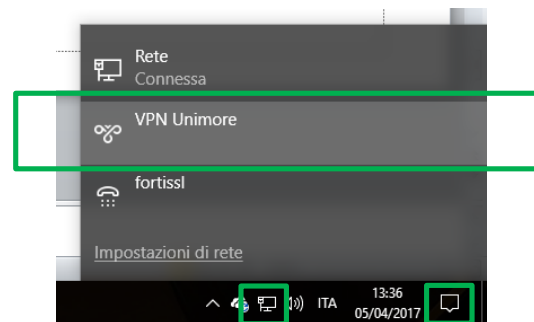 Rete
Connessa
VPN Unimore
fortissl
Impostazioni di rete
ITA
13:36
05/04/2017